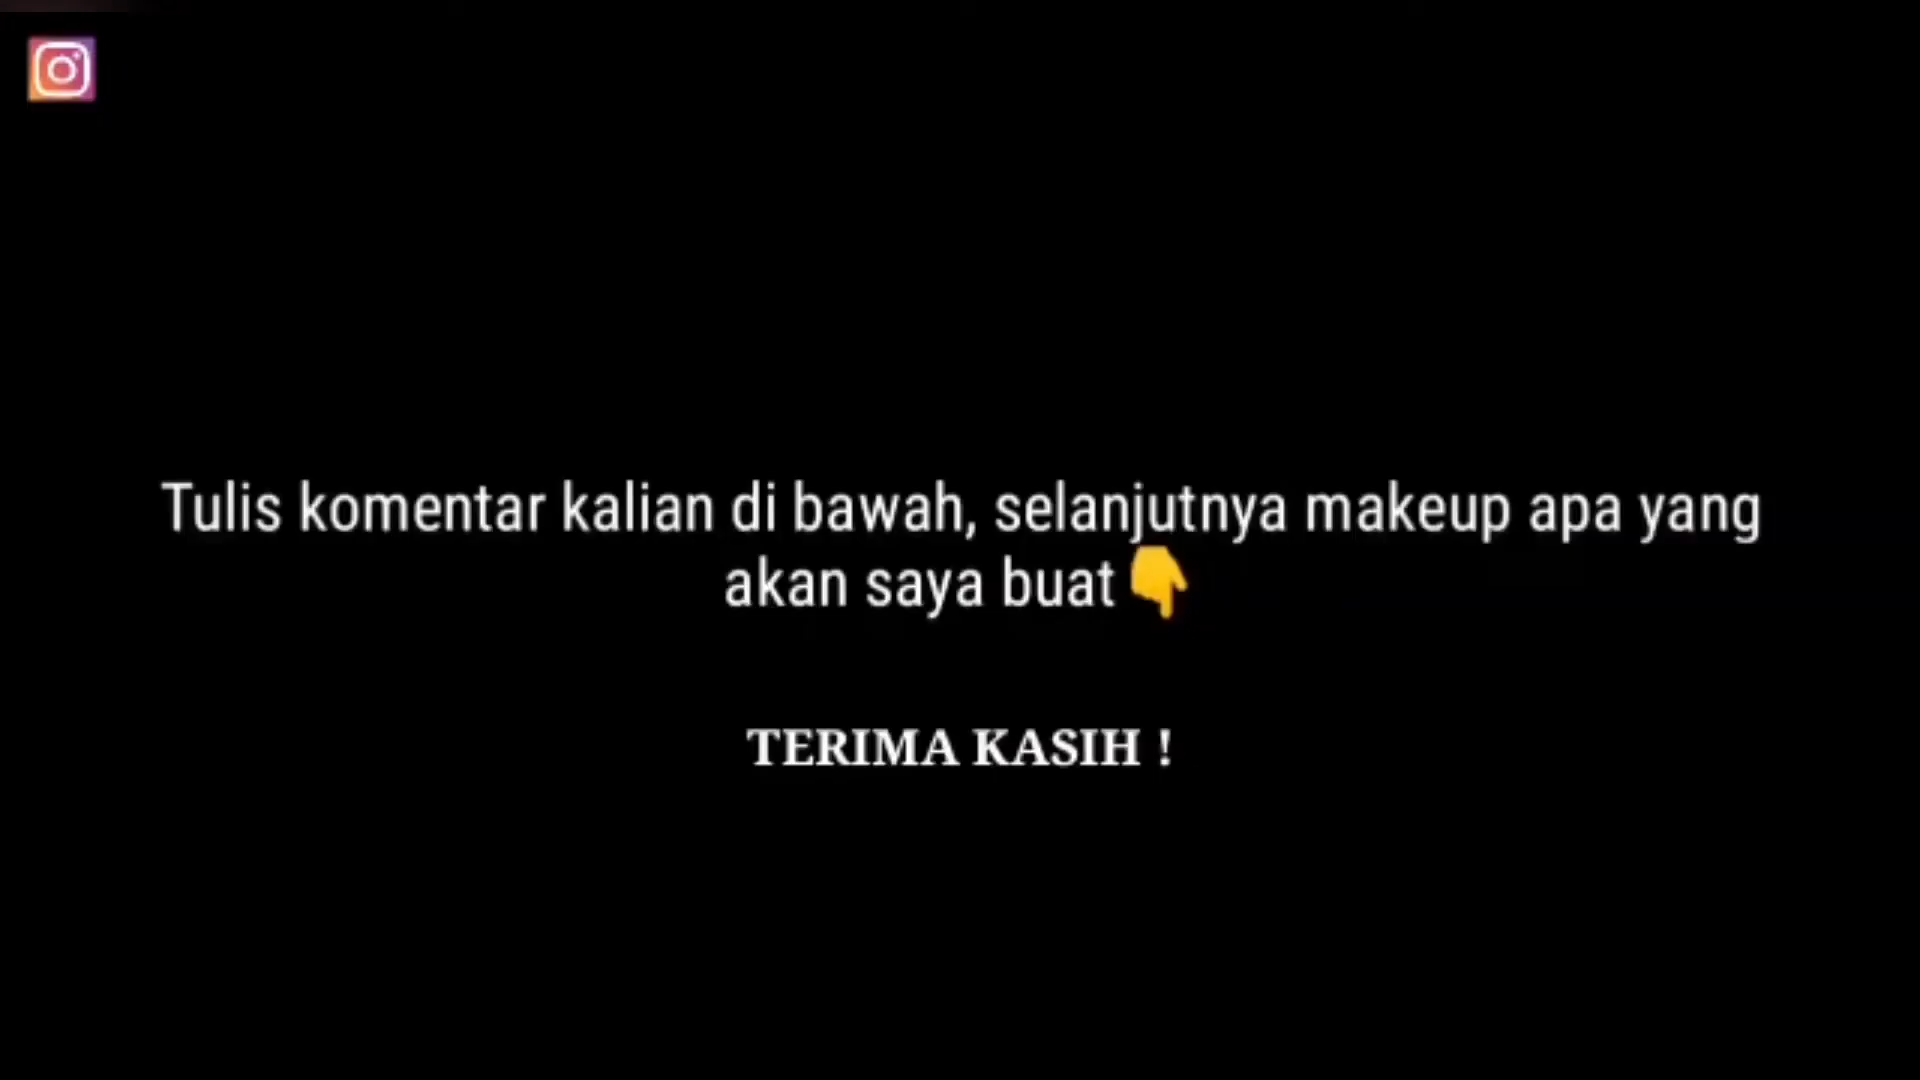 Tulis komentar kalian di bawah, selanjutnya makeup apa yang
akan saya buat👇
TERIMA KASIH !